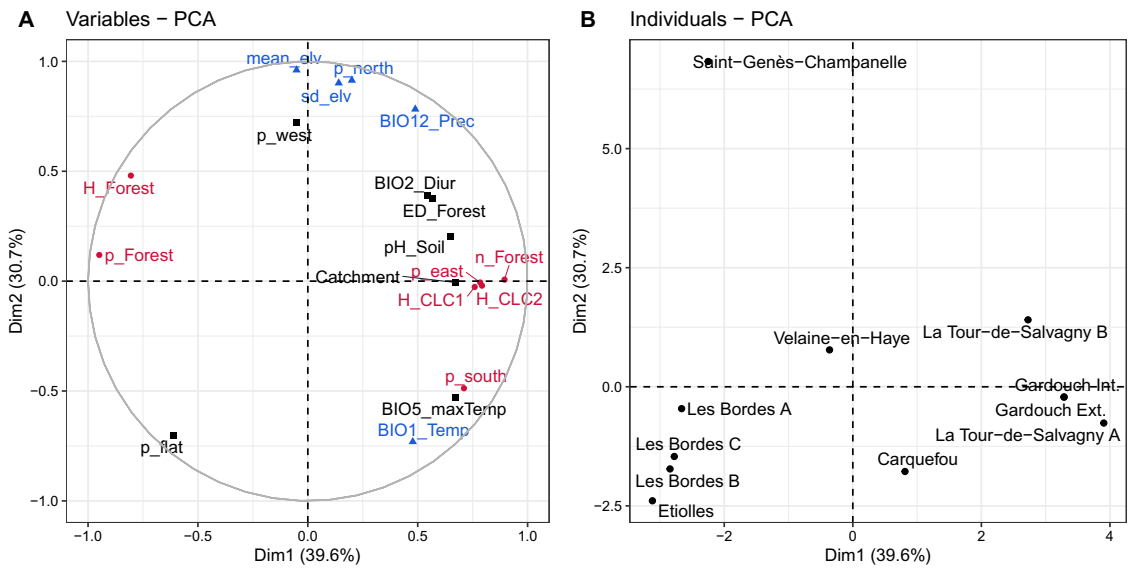 A Variables − PCA
mean_elv
p_north
sd_elv
BIO12_Prec
p_west
H_Forest
BIO2_Diur
ED_Forest
pH_Soil
p_Forest
n_Forest
p_east
Catchment
H_CLC1
H_CLC2
p_south
BIO5_maxTemp
BIO1_Temp
p_flat
1.0
0.5
0.0
−0.5
−1.0
Dim2 (30.7%)
−1.0 −0.5 0.0 0.5 1.0
Dim1 (39.6%)
B Individuals − PCA
Saint−Genès−Champanelle
La Tour−de−Salvagny B
Velaine−en−Haye
Gardouch Int.
Les Bordes A
Gardouch Ext.
La Tour−de−Salvagny A
Les Bordes C
Carquefou
Les Bordes B
Etiolles
5.0
2.5
0.0
−2.5
Dim2 (30.7%)
−2 0 2 4
Dim1 (39.6%)